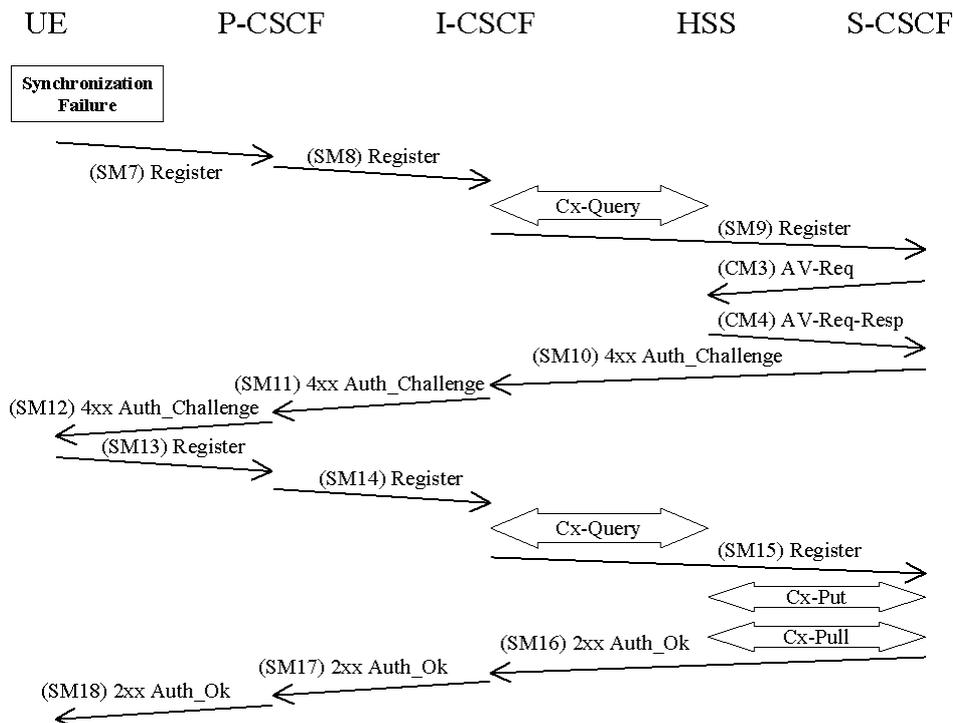 UE P-CSCF I-CSCF HSS S-CSCF
Synchronization
Failure
(SM7) Register
(SM8) Register
Cx-Query
(SM9) Register
(CM3) AV-Req
(CM4) AV-Req-Resp
(SM10) 4xx Auth_Challenge
(SM11) 4xx Auth_Challenge
(SM12) 4xx Auth_Challenge
(SM13) Register
(SM14) Register
Cx-Query
(SM15) Register
Cx-Put
Cx-Pull
(SM16) 2xx Auth_Ok
(SM17) 2xx Auth_Ok
(SM18) 2xx Auth_Ok